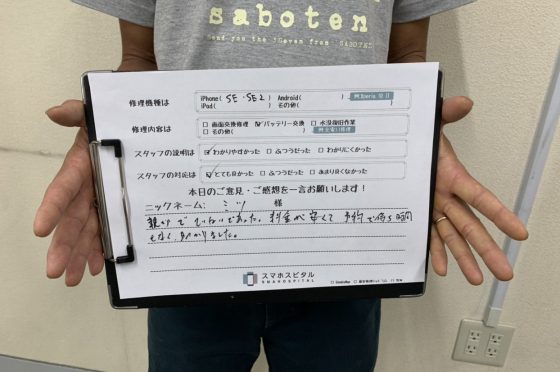 saboten
修理機種は
iPhone( SE・SE2 ) Android( ) 例:Xperia 10 II
iPad( ) その他( )
修理内容は
□ 画面交換修理 ☑ バッテリー交換 □ 水没復旧作業
□ その他( )
スタッフの説明は ☑ わかりやすかった □ ふつうだった □ わかりにくかった
スタッフの対応は ☑ とても良かった □ ふつうだった □ あまり良くなかった
本日のご意見・ご感想を一言お願いします!
ニックネーム: ミツ 様
親切でていねいであった。料金が安くて 予約で待ち時間
もなく、助かりました。
スマホスピタル
SMAHOSPITAL